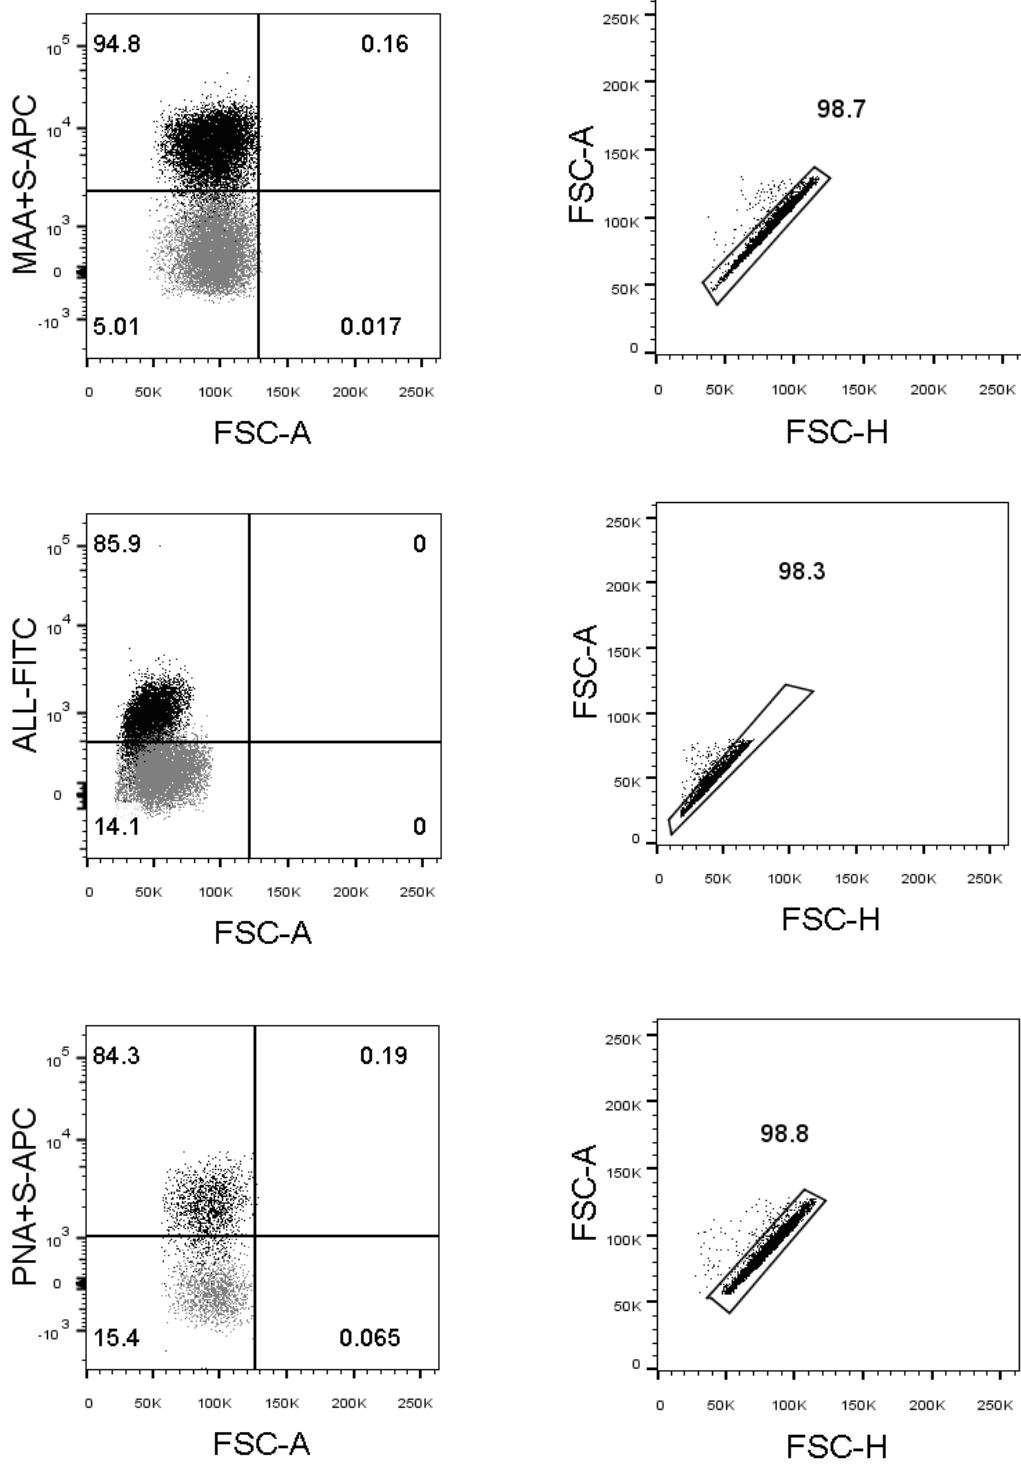 94.8 0.16
10^5
10^4
10^3
0
-10^3
MAA+S-APC
5.01 0.017
0 50K 100K 150K 200K 250K
FSC-A
250K
200K
150K
100K
50K
0
FSC-A
98.7
0 50K 100K 150K 200K 250K
FSC-H
85.9 0
10^5
10^4
10^3
0
ALL-FITC
14.1 0
0 50K 100K 150K 200K 250K
FSC-A
250K
200K
150K
100K
50K
0
FSC-A
98.3
0 50K 100K 150K 200K 250K
FSC-H
84.3 0.19
10^5
10^4
10^3
0
-10^3
PNA+S-APC
15.4 0.065
0 50K 100K 150K 200K 250K
FSC-A
250K
200K
150K
100K
50K
0
FSC-A
98.8
0 50K 100K 150K 200K 250K
FSC-H